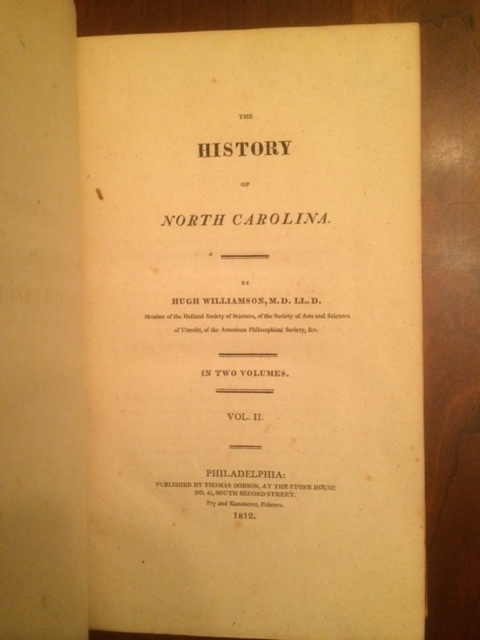 THE
HISTORY
OF
NORTH CAROLINA.
BY
HUGH WILLIAMSON, M.D. LL.D.
Member of the Holland Society of Sciences, of the Society of Arts and Sciences
of Utrecht, of the American Philosophical Society, &c.
IN TWO VOLUMES.
VOL. II.
PHILADELPHIA:
PUBLISHED BY THOMAS DOBSON, AT THE STONE HOUSE
NO. 41, SOUTH SECOND STREET.
Fry and Kammerer, Printers.
1812.